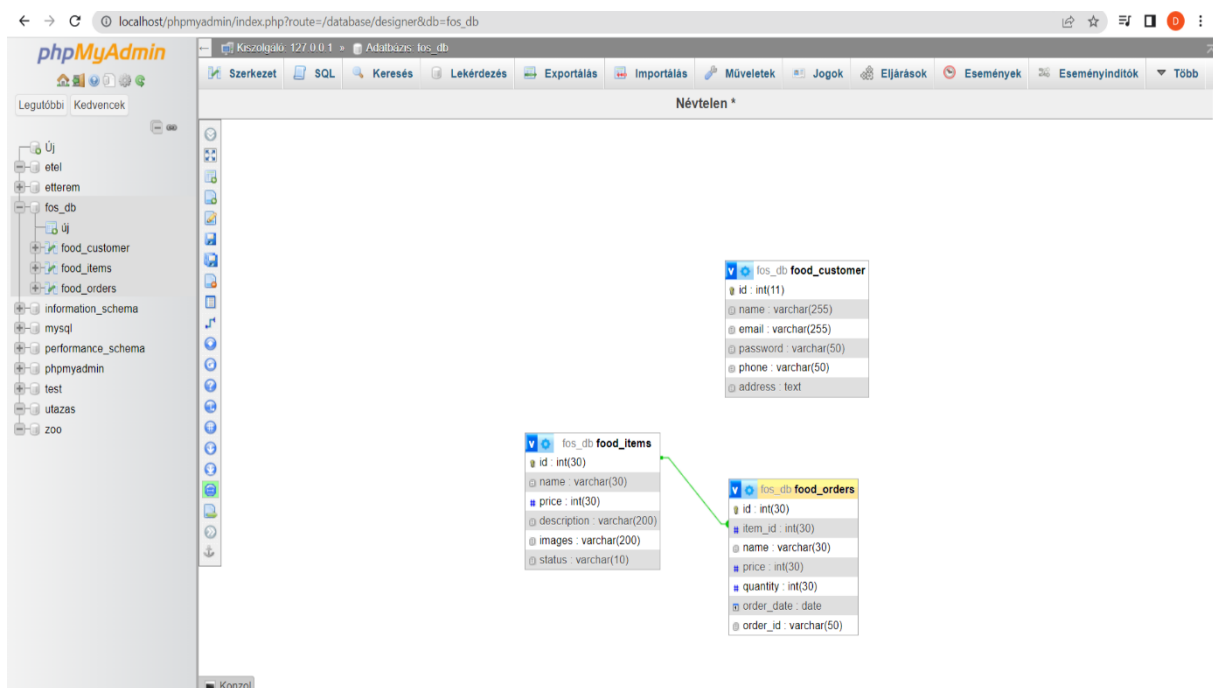 localhost/phpmyadmin/index.php?route=/database/designer&db=fos_db
D
phpMyAdmin
Legutóbbi Kedvencek
Új
etel
etterem
fos_db
új
food_customer
food_items
food_orders
information_schema
mysql
performance_schema
phpmyadmin
test
utazas
zoo
Kiszolgáló: 127.0.0.1 » Adatbázis: fos_db
Szerkezet SQL Keresés Lekérdezés Exportálás Importálás Műveletek Jogok Eljárások Események Eseményindítók Több
Névtelen *
v fos_db food_customer
id : int(11)
name : varchar(255)
email : varchar(255)
password : varchar(50)
phone : varchar(50)
address : text
v fos_db food_items
id : int(30)
name : varchar(30)
# price : int(30)
description : varchar(200)
images : varchar(200)
status : varchar(10)
v fos_db food_orders
id : int(30)
# item_id : int(30)
name : varchar(30)
# price : int(30)
# quantity : int(30)
order_date : date
order_id : varchar(50)
Konzol